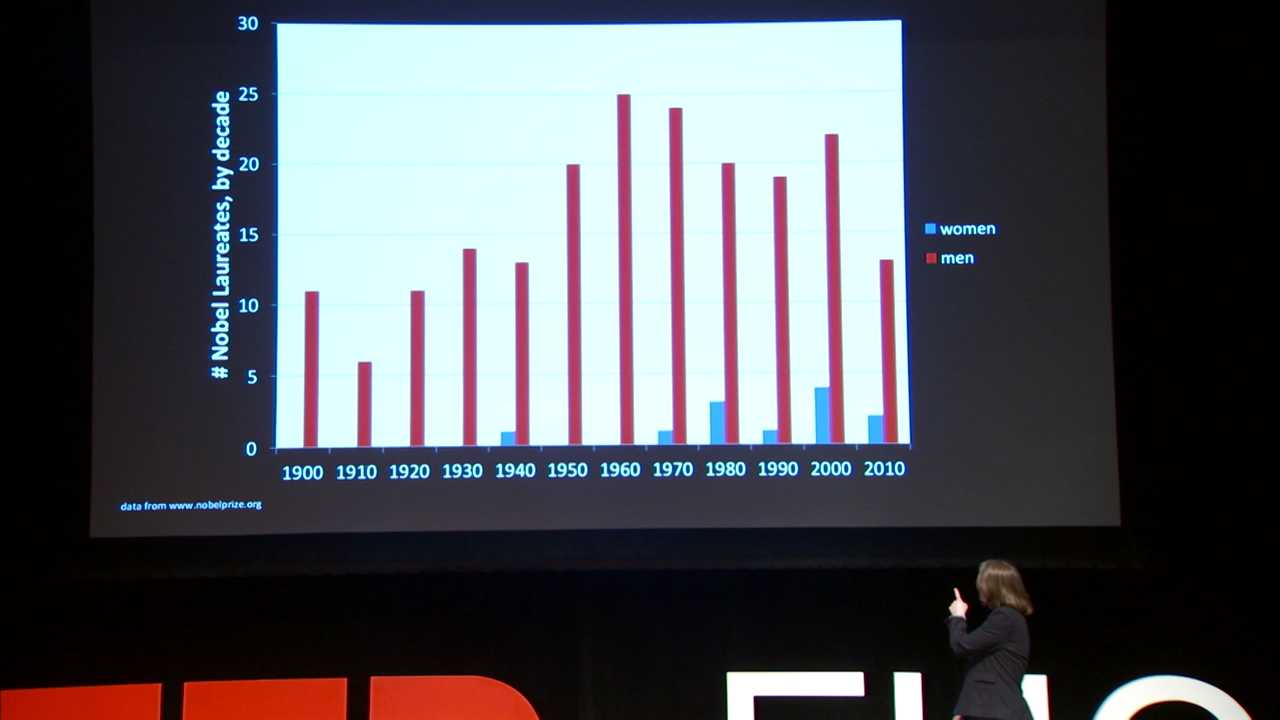 # Nobel Laureates, by decade
30
25
20
15
10
5
0
1900 1910 1920 1930 1940 1950 1960 1970 1980 1990 2000 2010
women
men
data from www.nobelprize.org